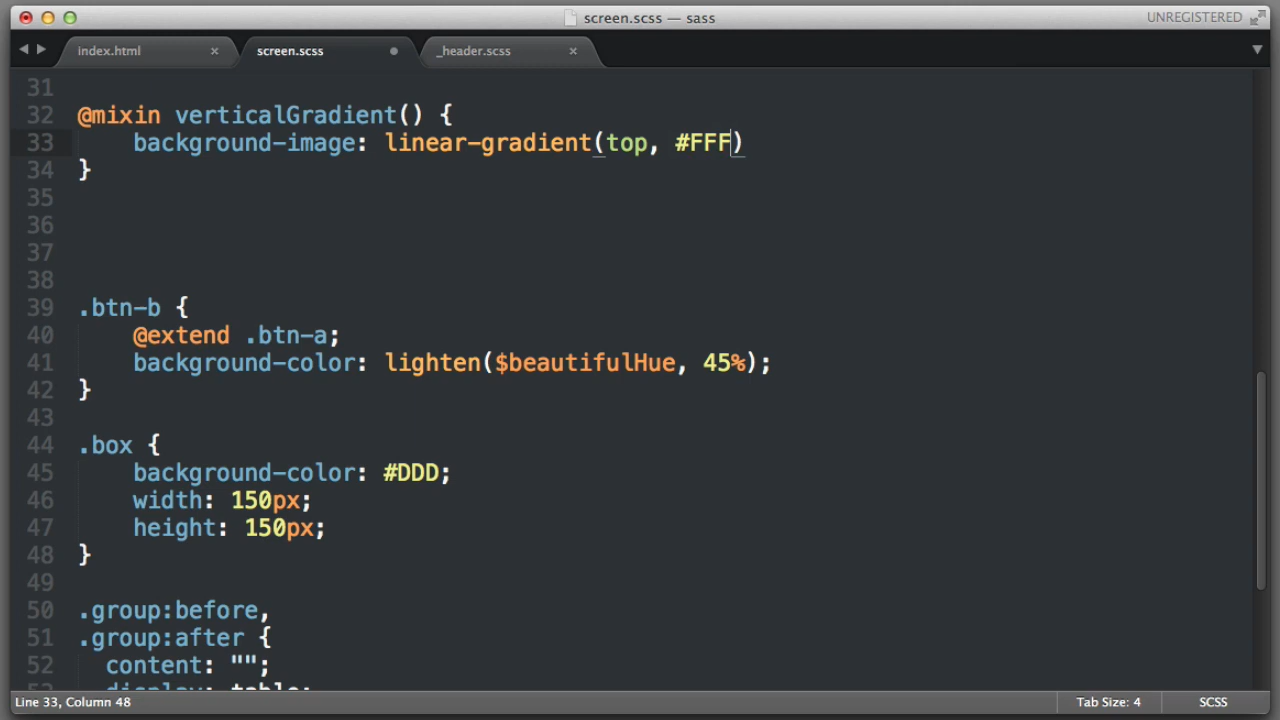 screen.scss — sass
UNREGISTERED
index.html × screen.scss _header.scss ×
31
32 @mixin verticalGradient() {
33 background-image: linear-gradient(top, #FFF)
34 }
35
36
37
38
39 .btn-b {
40 @extend .btn-a;
41 background-color: lighten($beautifulHue, 45%);
42 }
43
44 .box {
45 background-color: #DDD;
46 width: 150px;
47 height: 150px;
48 }
49
50 .group:before,
51 .group:after {
52 content: "";
53 display: table;
Line 33, Column 48
Tab Size: 4
SCSS